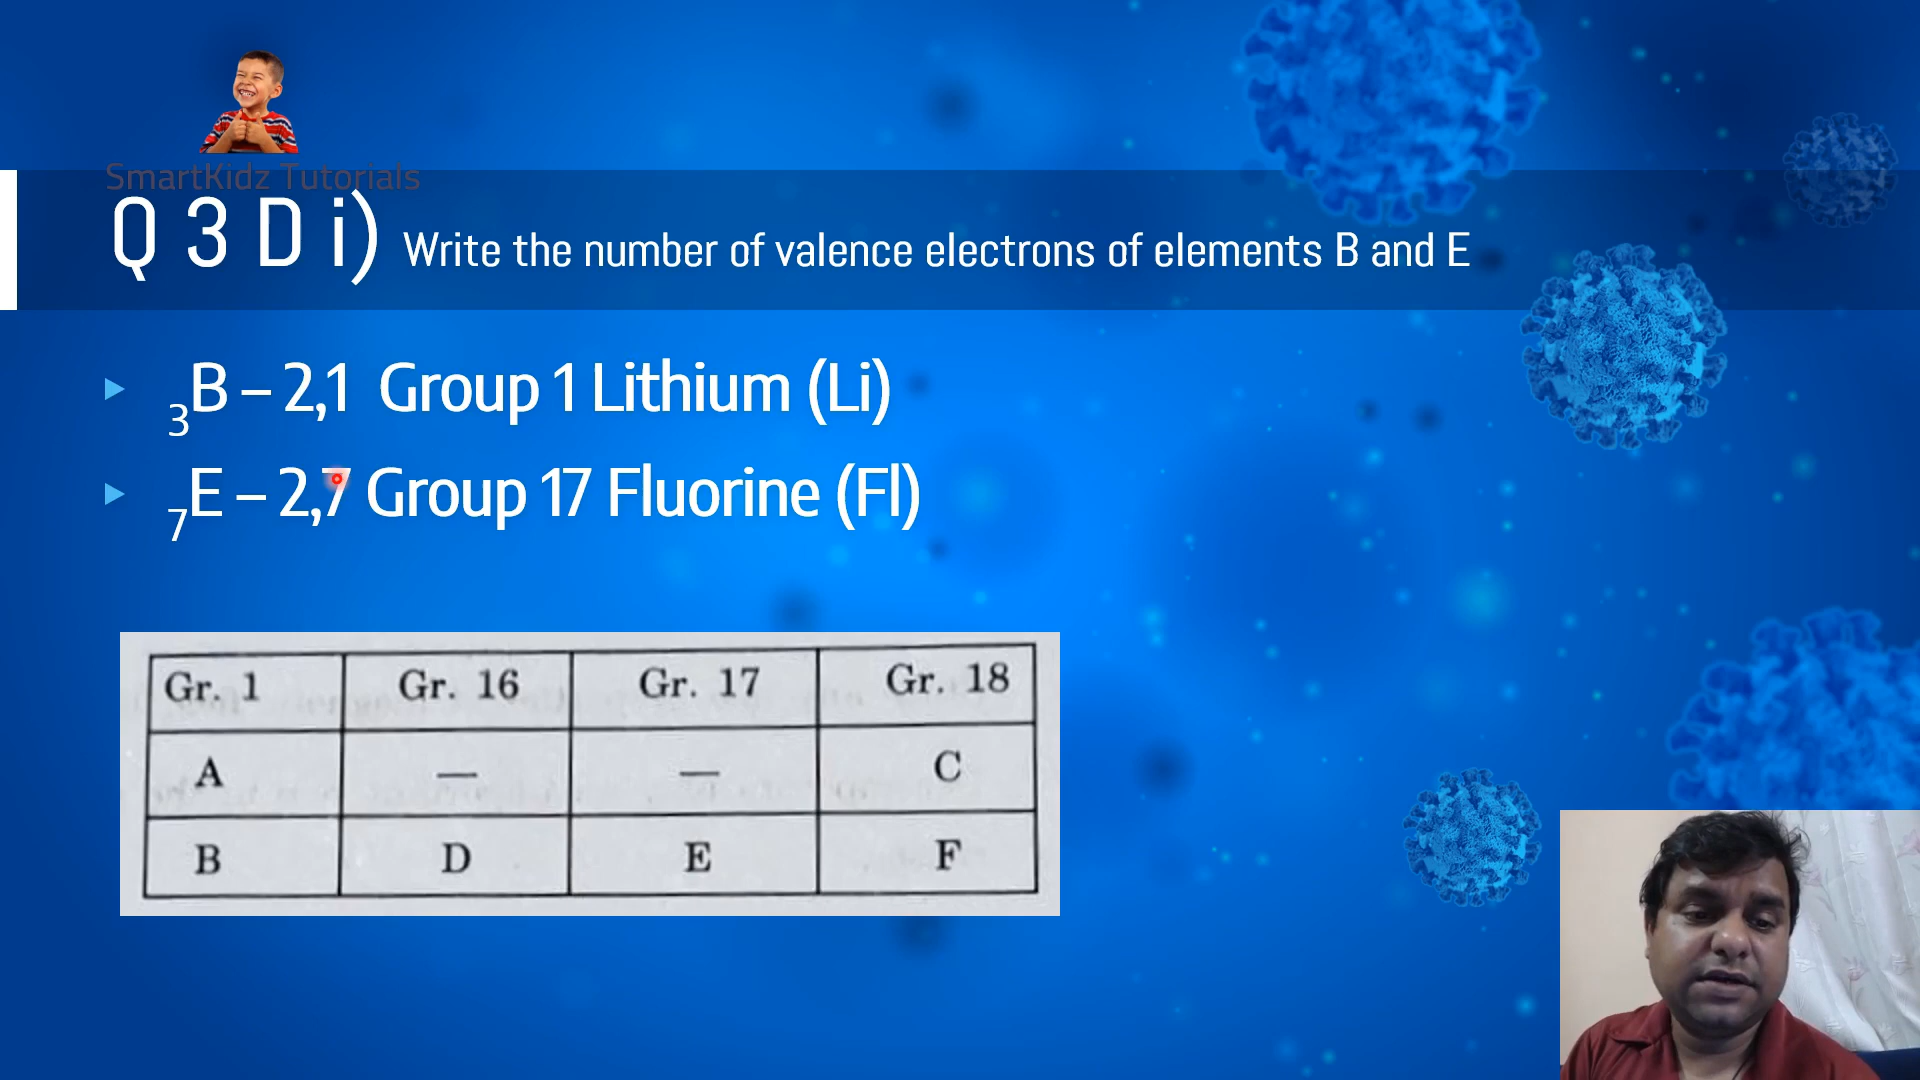 SmartKidz Tutorials
Q 3 D i) Write the number of valence electrons of elements B and E
3B – 2,1 Group 1 Lithium (Li)
7E – 2,7 Group 17 Fluorine (Fl)
Gr. 1 Gr. 16 Gr. 17 Gr. 18
A — — C
B D E F